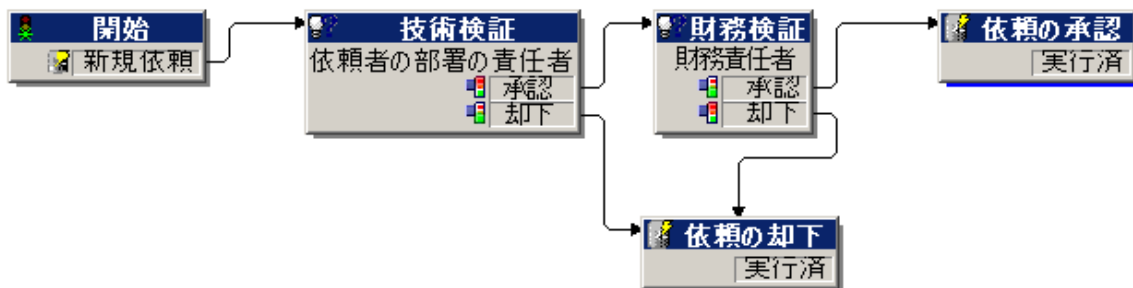 開始
新規依頼
技術検証
依頼者の部署の責任者
承認
却下
財務検証
財務責任者
承認
却下
依頼の承認
実行済
依頼の却下
実行済